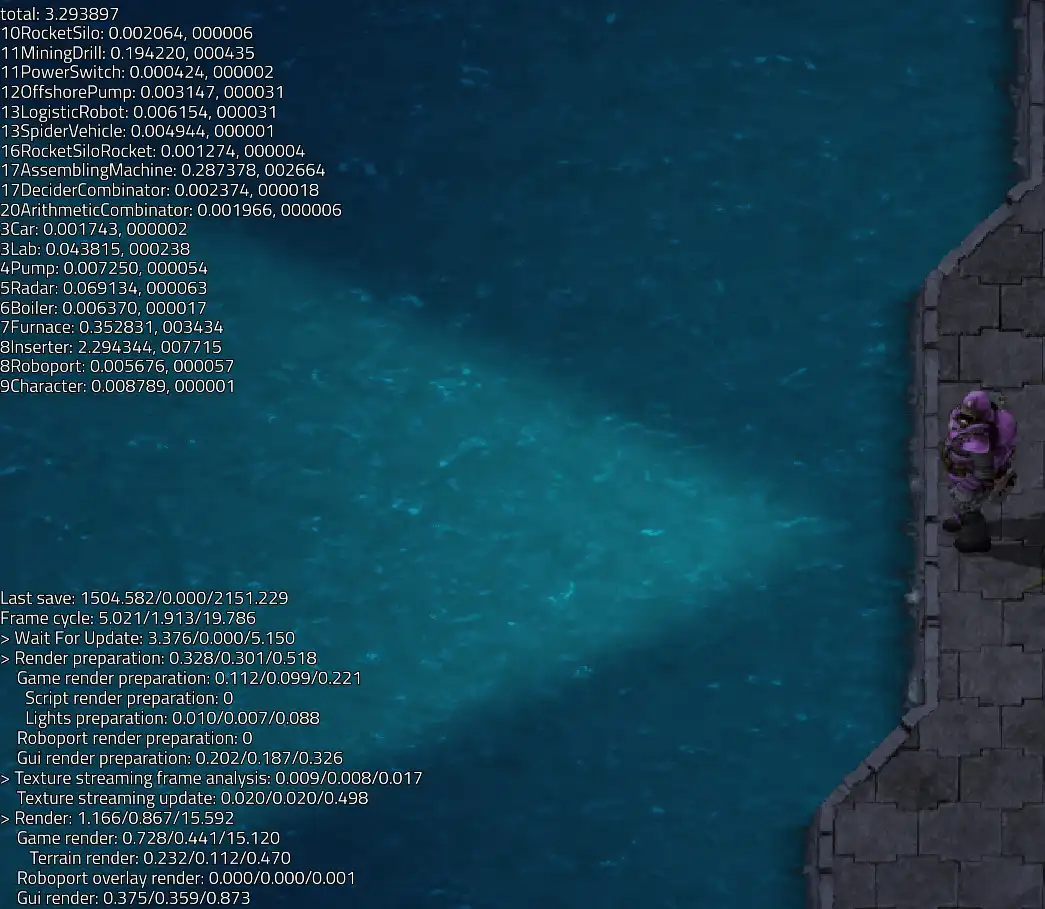 total: 3.293897
10RocketSilo: 0.002064, 000006
11MiningDrill: 0.194220, 000435
11PowerSwitch: 0.000424, 000002
12OffshorePump: 0.003147, 000031
13LogisticRobot: 0.006154, 000031
13SpiderVehicle: 0.004944, 000001
16RocketSiloRocket: 0.001274, 000004
17AssemblingMachine: 0.287378, 002664
17DeciderCombinator: 0.002374, 000018
20ArithmeticCombinator: 0.001966, 000006
3Car: 0.001743, 000002
3Lab: 0.043815, 000238
4Pump: 0.007250, 000054
5Radar: 0.069134, 000063
6Boiler: 0.006370, 000017
7Furnace: 0.352831, 003434
8Inserter: 2.294344, 007715
8Roboport: 0.005676, 000057
9Character: 0.008789, 000001
Last save: 1504.582/0.000/2151.229
Frame cycle: 5.021/1.913/19.786
> Wait For Update: 3.376/0.000/5.150
> Render preparation: 0.328/0.301/0.518
Game render preparation: 0.112/0.099/0.221
Script render preparation: 0
Lights preparation: 0.010/0.007/0.088
Roboport render preparation: 0
Gui render preparation: 0.202/0.187/0.326
> Texture streaming frame analysis: 0.009/0.008/0.017
Texture streaming update: 0.020/0.020/0.498
> Render: 1.166/0.867/15.592
Game render: 0.728/0.441/15.120
Terrain render: 0.232/0.112/0.470
Roboport overlay render: 0.000/0.000/0.001
Gui render: 0.375/0.359/0.873